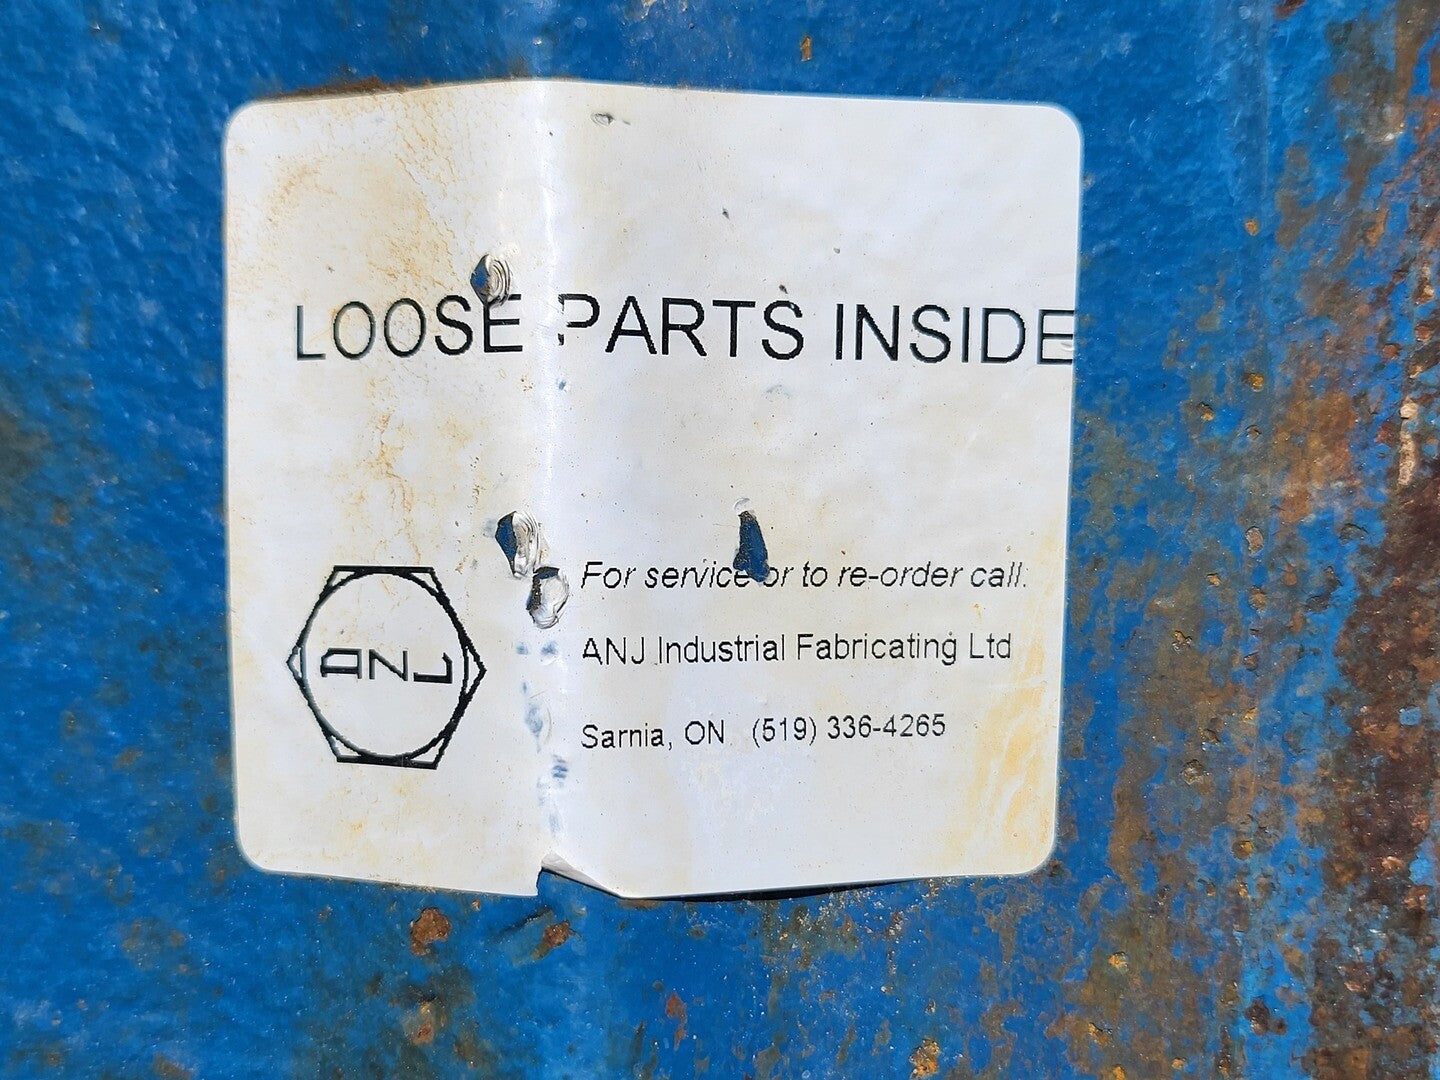 LOOSE PARTS INSIDE
For service or to re-order call:
ANJ
ANJ Industrial Fabricating Ltd
Sarnia, ON (519) 336-4265